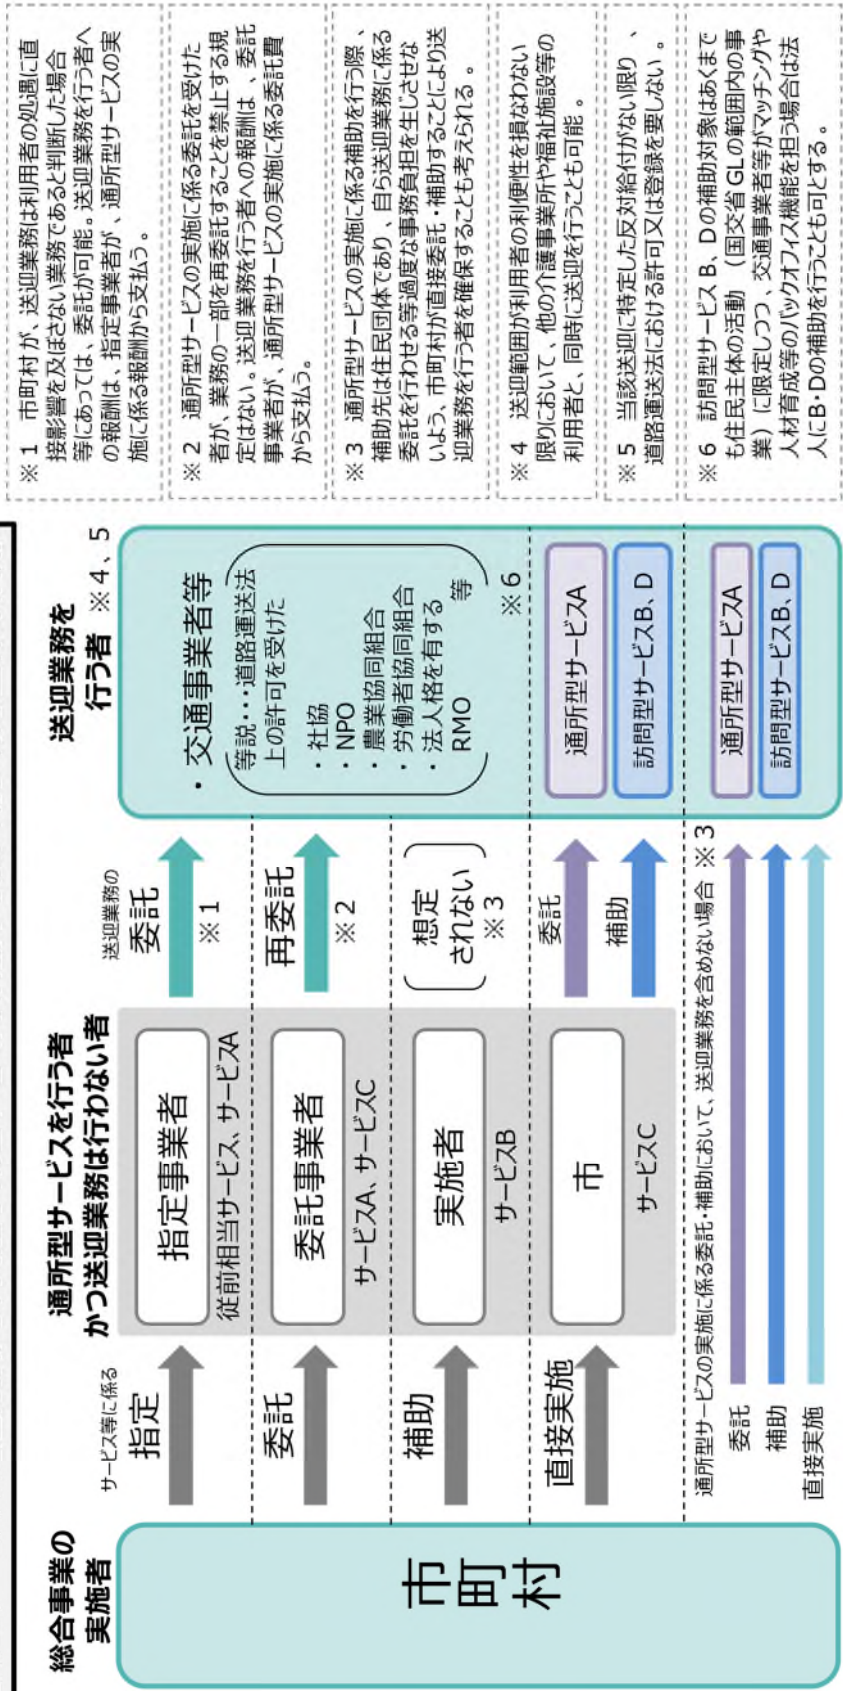 総合事業の
実施者
通所型サービスを行う者
かつ送迎業務は行わない者
送迎業務を
行う者 ※4、5
市町村
サービス等に係る
指定
指定事業者
従前相当サービス、サービスA
送迎業務の
委託
※1
委託
委託事業者
サービスA、サービスC
再委託
※2
補助
実施者
サービスB
想定
されない
※3
直接実施
市
サービスC
委託
補助
・交通事業者等
等説・・・道路運送法
上の許可を受けた
・社協
・NPO
・農業協同組合
・労働者協同組合
・法人格を有する
RMO 等
※6
通所型サービスA
訪問型サービスB、D
通所型サービスの実施に係る委託・補助において、送迎業務を含めない場合 ※3
委託
補助
直接実施
通所型サービスA
訪問型サービスB、D
※1 市町村が、送迎業務は利用者の処遇に直
接影響を及ぼさない業務であると判断した場合
等にあっては、委託が可能。送迎業務を行う者へ
の報酬は、指定事業者が、通所型サービスの実
施に係る報酬から支払う。
※2 通所型サービスの実施に係る委託を受けた
者が、業務の一部を再委託することを禁止する規
定はない。送迎業務を行う者への報酬は、委託
事業者が、通所型サービスの実施に係る委託費
から支払う。
※3 通所型サービスの実施に係る補助を行う際、
補助先は住民団体であり、自ら送迎業務に係る
委託を行わせる等過度な事務負担を生じさせな
いよう、市町村が直接委託・補助することにより送
迎業務を行う者を確保することも考えられる。
※4 送迎範囲が利用者の利便性を損なわない
限りにおいて、他の介護事業所や福祉施設等の
利用者と、同時に送迎を行うことも可能。
※5 当該送迎に特定した反対給付がない限り、
道路運送法における許可又は登録を要しない。
※6 訪問型サービスB、Dの補助対象はあくまで
も住民主体の活動（国交省GLの範囲内の事
業）に限定しつつ、交通事業者等がマッチングや
人材育成等のバックオフィス機能を担う場合は法
人にB・Dの補助を行うことも可とする。